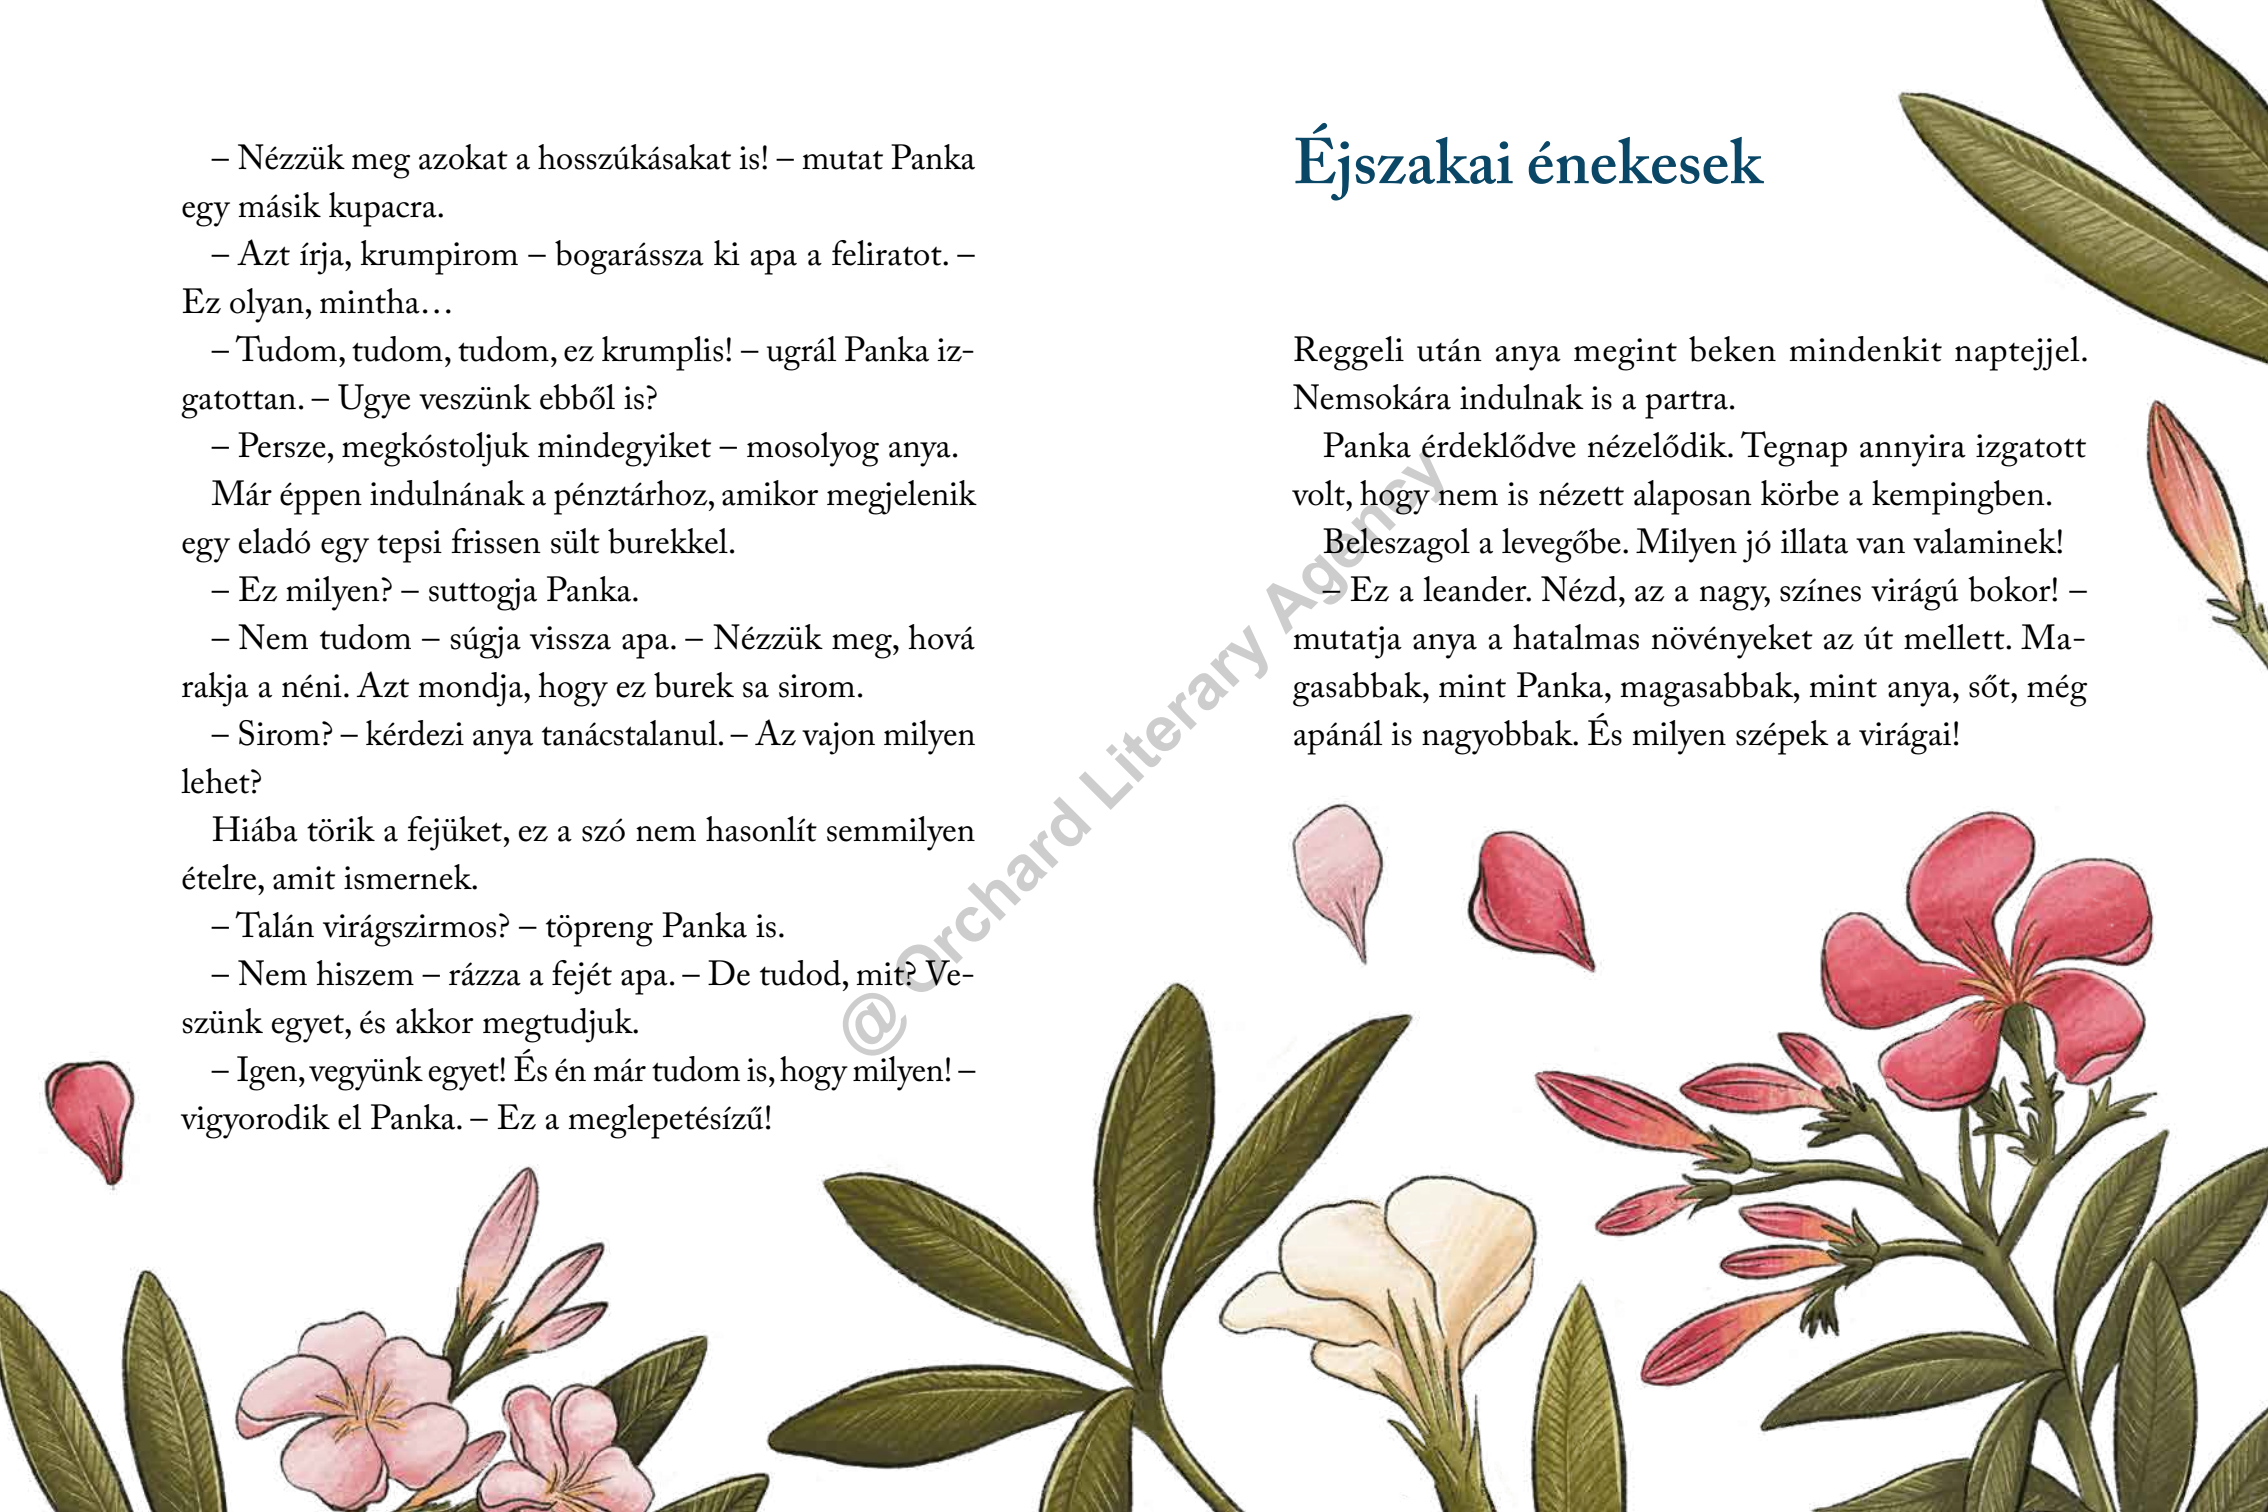 – Nézzük meg azokat a hosszúkásakat is! – mutat Panka
egy másik kupacra.
– Azt írja, krumpirom – bogarássza ki apa a feliratot. –
Ez olyan, mintha…
– Tudom, tudom, tudom, ez krumplis! – ugrál Panka iz-
gatottan. – Ugye veszünk ebből is?
– Persze, megkóstoljuk mindegyiket – mosolyog anya.
Már éppen indulnának a pénztárhoz, amikor megjelenik
egy eladó egy tepsi frissen sült burekkel.
– Ez milyen? – suttogja Panka.
– Nem tudom – súgja vissza apa. – Nézzük meg, hová
rakja a néni. Azt mondja, hogy ez burek sa sirom.
– Sirom? – kérdezi anya tanácstalanul. – Az vajon milyen
lehet?
Hiába törik a fejüket, ez a szó nem hasonlít semmilyen
ételre, amit ismernek.
– Talán virágszirmos? – töpreng Panka is.
– Nem hiszem – rázza a fejét apa. – De tudod, mit? Ve-
szünk egyet, és akkor megtudjuk.
– Igen, vegyünk egyet! És én már tudom is, hogy milyen! –
vigyorodik el Panka. – Ez a meglepetésízű!
Éjszakai énekesek
Reggeli után anya megint beken mindenkit naptejjel.
Nemsokára indulnak is a partra.
Panka érdeklődve nézelődik. Tegnap annyira izgatott
volt, hogy nem is nézett alaposan körbe a kempingben.
Beleszagol a levegőbe. Milyen jó illata van valaminek!
– Ez a leander. Nézd, az a nagy, színes virágú bokor! –
mutatja anya a hatalmas növényeket az út mellett. Ma-
gasabbak, mint Panka, magasabbak, mint anya, sőt, még
apánál is nagyobbak. És milyen szépek a virágai!
@ Orchard Literary Agency